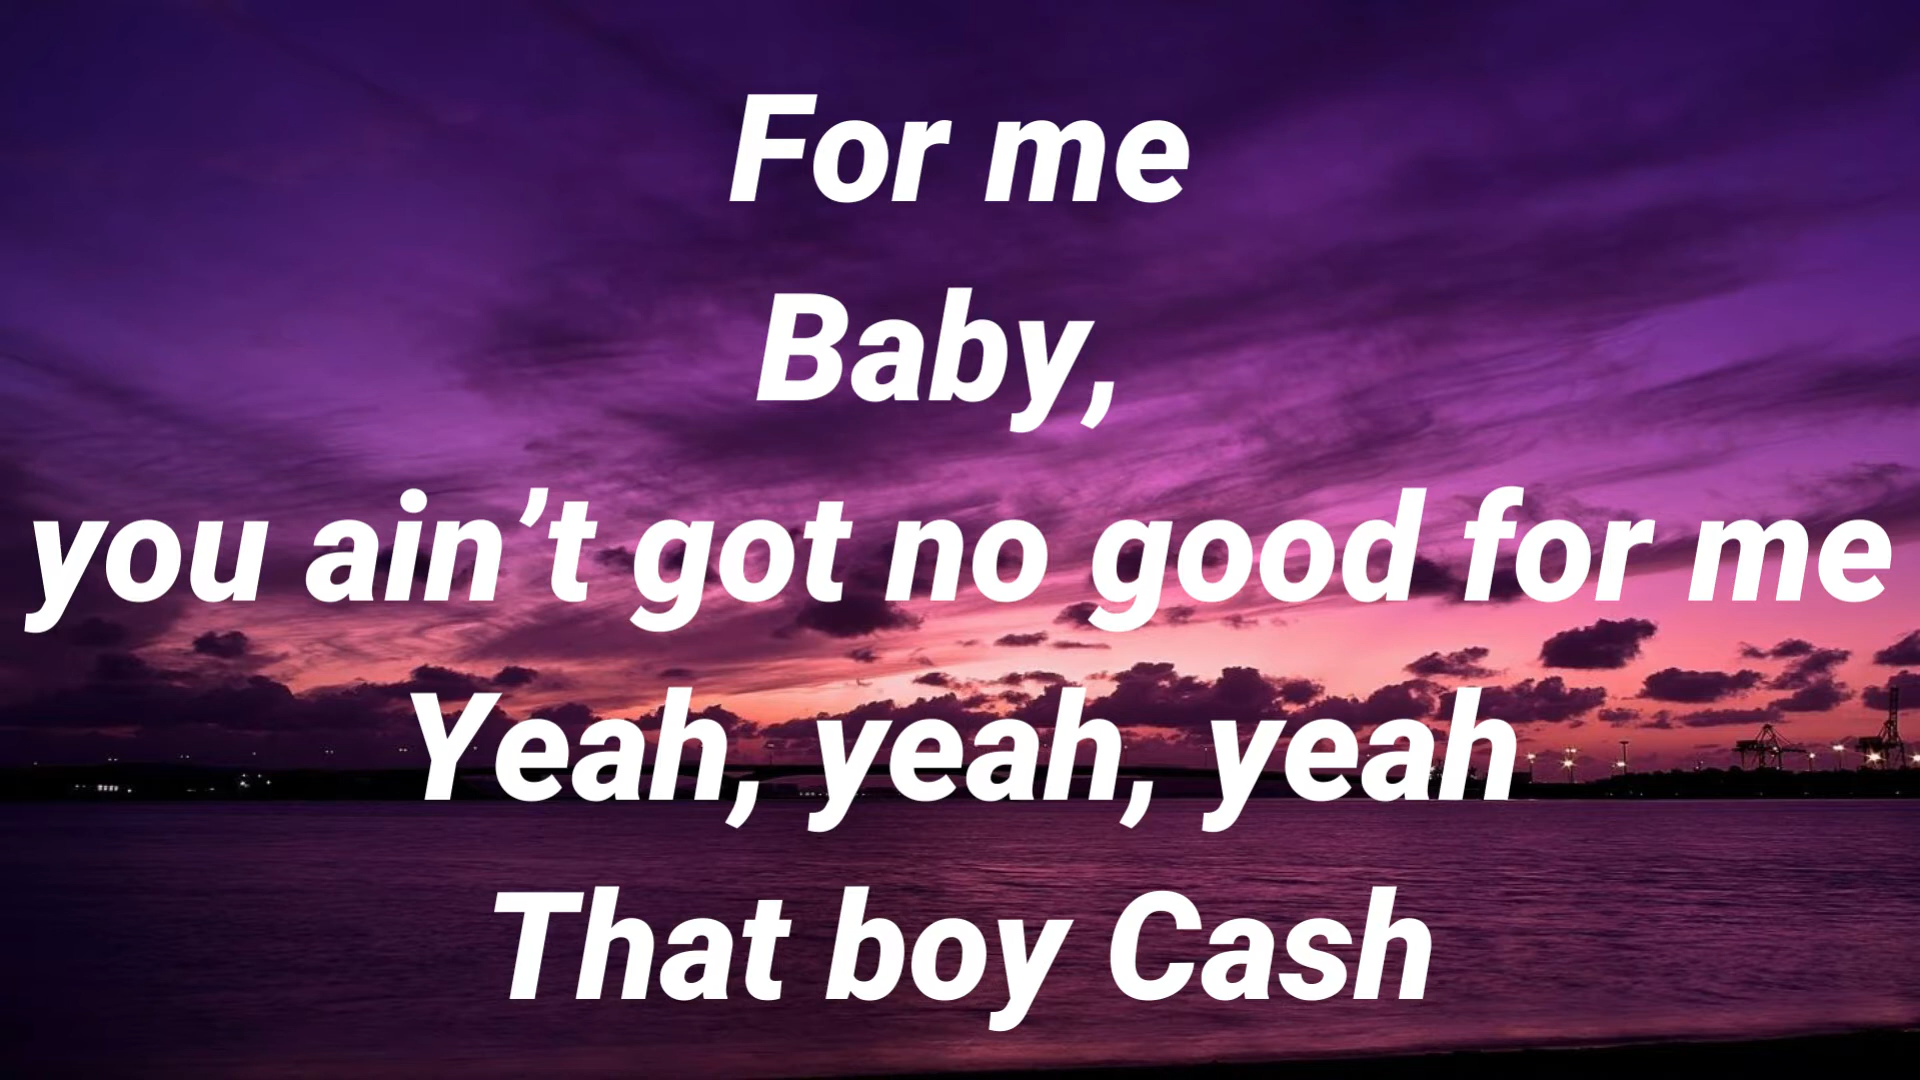 For me
Baby,
you ain’t got no good for me
Yeah, yeah, yeah
That boy Cash